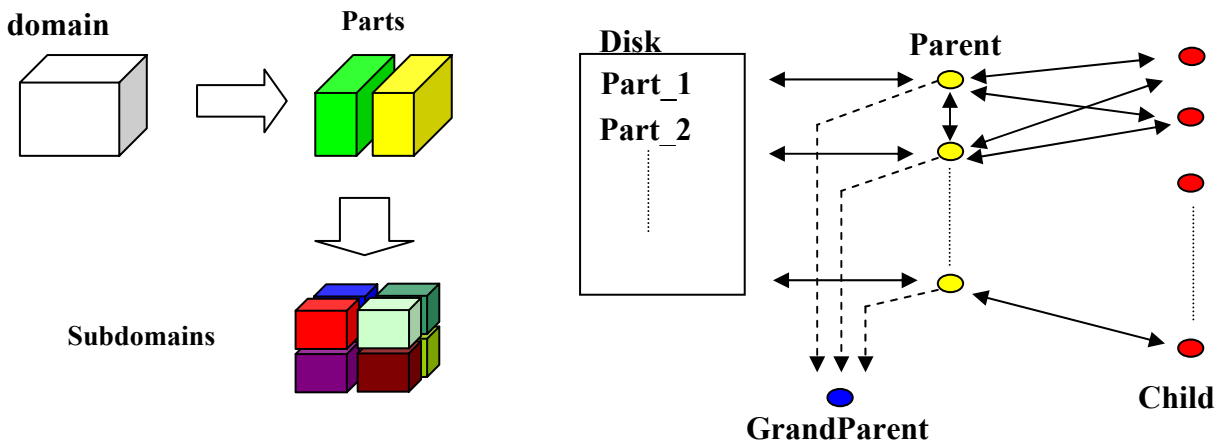 domain
Parts
Subdomains
Disk
Part_1
Part_2
Parent
GrandParent
Child